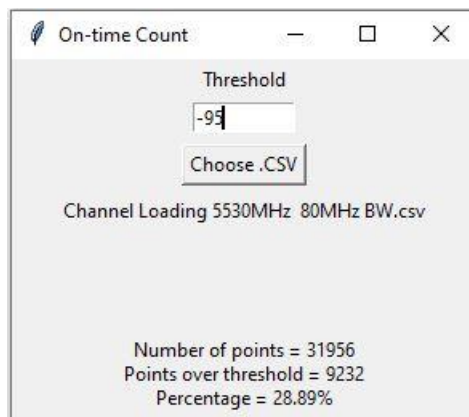 On-time Count
Threshold
-95
Choose .CSV
Channel Loading 5530MHz  80MHz BW.csv
Number of points = 31956
Points over threshold = 9232
Percentage = 28.89%